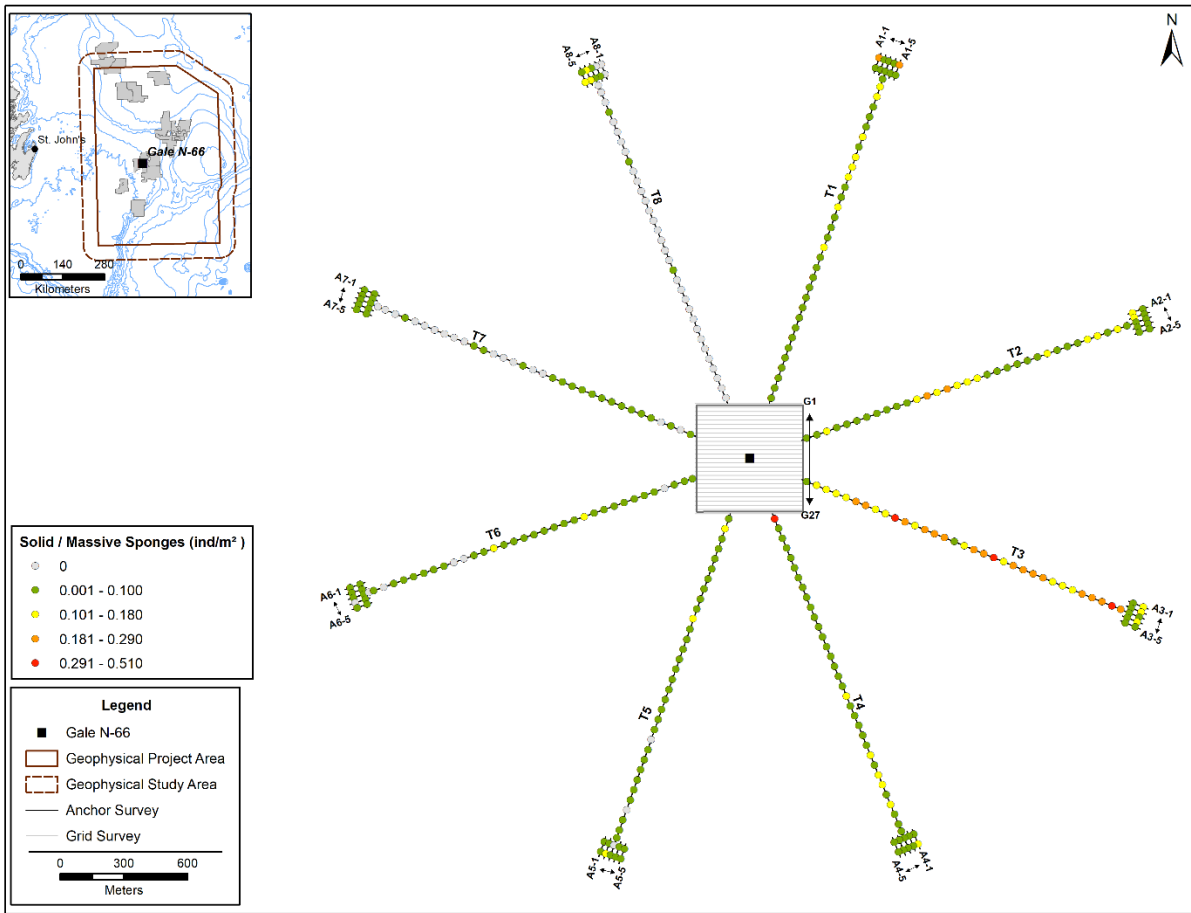 St. John's
Gale N-66
0 140 280
Kilometers
N
A8-1
A8-5
A1-1
A1-5
T8
T1
A7-1
A7-5
T7
A2-1
A2-5
T2
G1
G27
T6
A6-1
A6-5
T3
A3-1
A3-5
T5
T4
A5-1
A5-5
A4-1
A4-5
Solid / Massive Sponges (ind/m² )
0
0.001 - 0.100
0.101 - 0.180
0.181 - 0.290
0.291 - 0.510
Legend
Gale N-66
Geophysical Project Area
Geophysical Study Area
Anchor Survey
Grid Survey
0 300 600
Meters